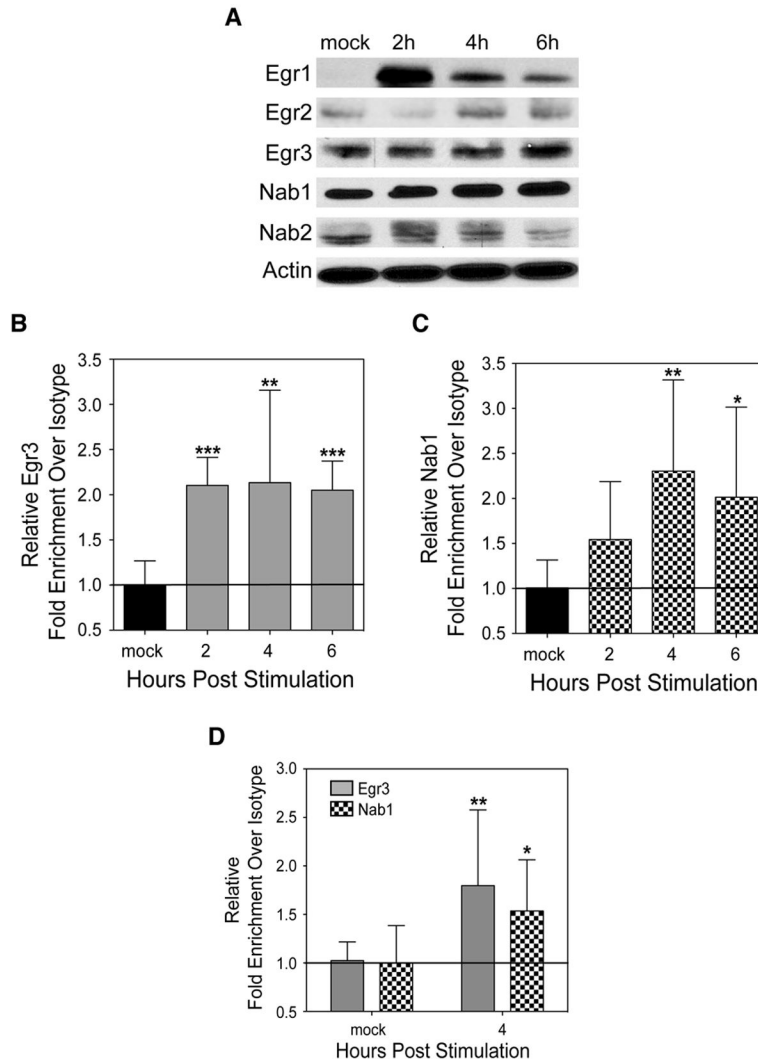 A
mock 2h 4h 6h
Egr1
Egr2
Egr3
Nab1
Nab2
Actin
B
Relative Egr3
Fold Enrichment Over Isotype
3.5
3.0
2.5
2.0
1.5
1.0
0.5
***
**
***
mock 2 4 6
Hours Post Stimulation
C
Relative Nab1
Fold Enrichment Over Isotype
3.5
3.0
2.5
2.0
1.5
1.0
0.5
**
*
mock 2 4 6
Hours Post Stimulation
D
Relative
Fold Enrichment Over Isotype
3.0
2.5
2.0
1.5
1.0
0.5
Egr3
Nab1
**
*
mock 4
Hours Post Stimulation